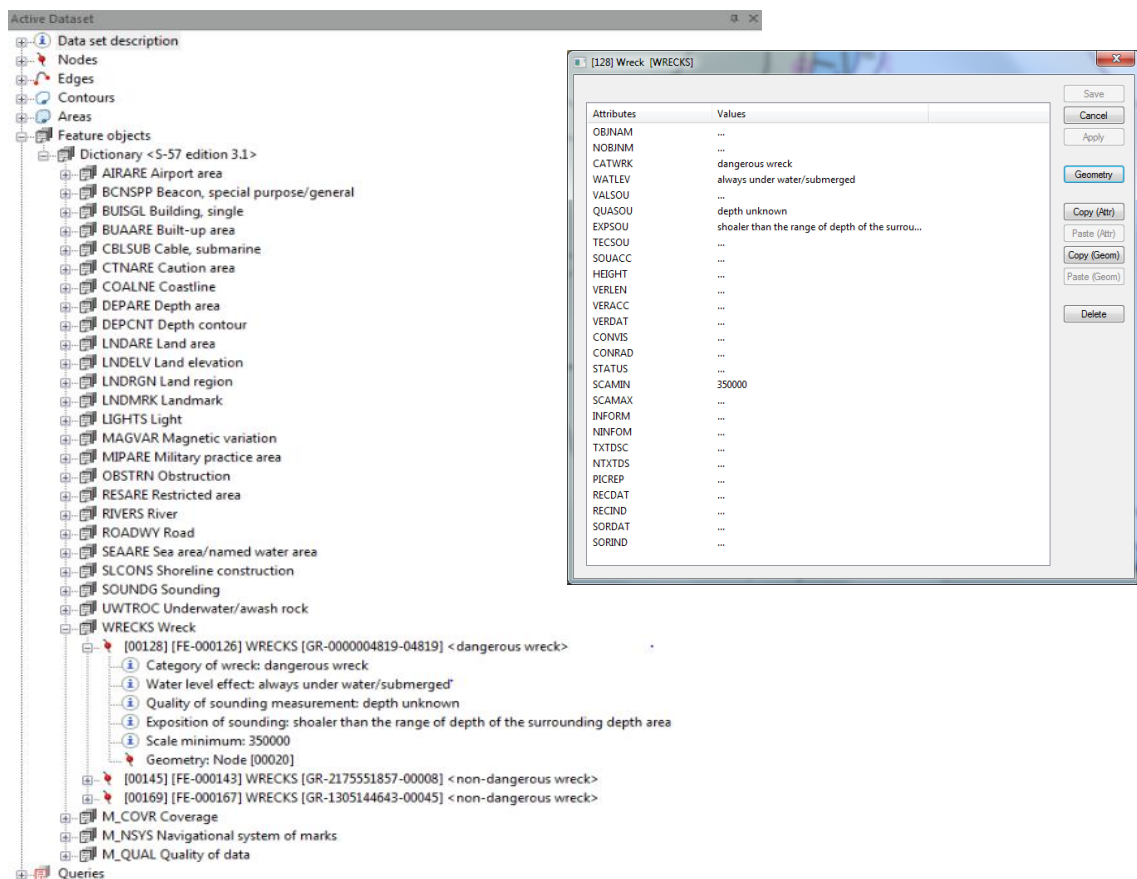 Active Dataset
Data set description
Nodes
Edges
Contours
Areas
Feature objects
Dictionary <S-57 edition 3.1>
AIRARE Airport area
BCNSPP Beacon, special purpose/general
BUISGL Building, single
BUAARE Built-up area
CBLSUB Cable, submarine
CTNARE Caution area
COALNE Coastline
DEPARE Depth area
DEPCNT Depth contour
LNDARE Land area
LNDELV Land elevation
LNDRGN Land region
LNDMRK Landmark
LIGHTS Light
MAGVAR Magnetic variation
MIPARE Military practice area
OBSTRN Obstruction
RESARE Restricted area
RIVERS River
ROADWY Road
SEAARE Sea area/named water area
SLCONS Shoreline construction
SOUNDG Sounding
UWTROC Underwater/awash rock
WRECKS Wreck
[00128] [FE-000126] WRECKS [GR-0000004819-04819] <dangerous wreck>
Category of wreck: dangerous wreck
Water level effect: always under water/submerged
Quality of sounding measurement: depth unknown
Exposition of sounding: shoaler than the range of depth of the surrounding depth area
Scale minimum: 350000
Geometry: Node [00020]
[00145] [FE-000143] WRECKS [GR-2175551857-00008] <non-dangerous wreck>
[00169] [FE-000167] WRECKS [GR-1305144643-00045] <non-dangerous wreck>
M_COVR Coverage
M_NSYS Navigational system of marks
M_QUAL Quality of data
Queries
[128] Wreck [WRECKS]
Attributes Values
OBJNAM ...
NOBJNM ...
CATWRK dangerous wreck
WATLEV always under water/submerged
VALSOU ...
QUASOU depth unknown
EXPSOU shoaler than the range of depth of the surrou...
TECSOU ...
SOUACC ...
HEIGHT ...
VERLEN ...
VERACC ...
VERDAT ...
CONVIS ...
CONRAD ...
STATUS ...
SCAMIN 350000
SCAMAX ...
INFORM ...
NINFOM ...
TXTDSC ...
NTXTDS ...
PICREP ...
RECDAT ...
RECIND ...
SORDAT ...
SORIND ...
Save
Cancel
Apply
Geometry
Copy (Attr)
Paste (Attr)
Copy (Geom)
Paste (Geom)
Delete